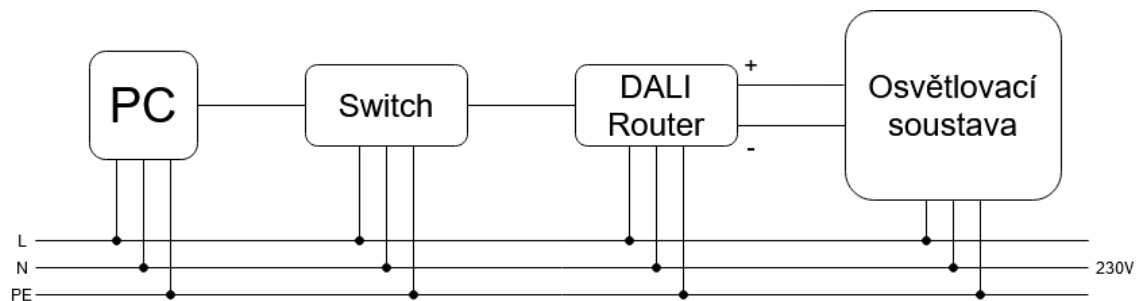 PC
Switch
DALI
Router
+
-
Osvětlovací
soustava
L
N
230V
PE